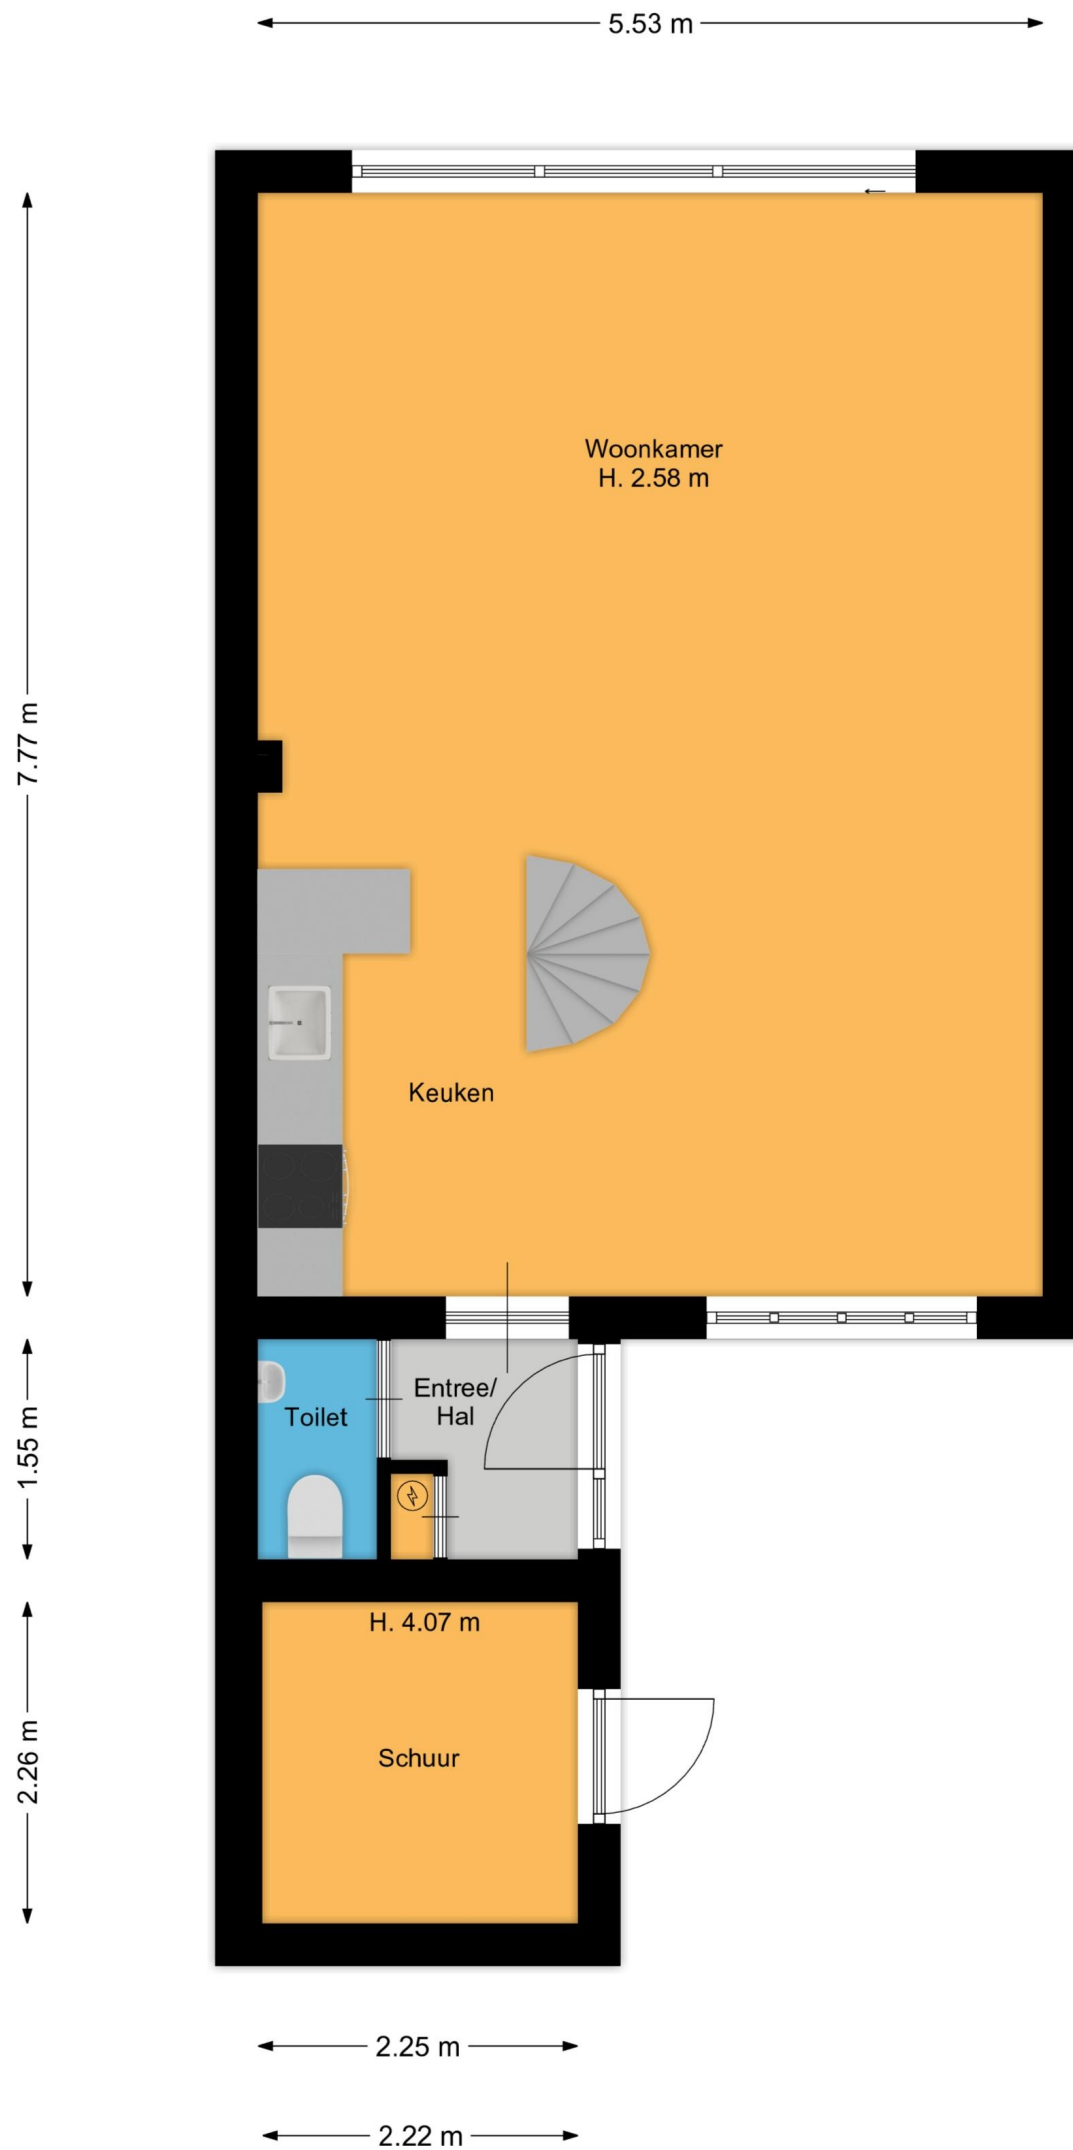 5.53 m
Woonkamer
H. 2.58 m
7.77 m
Keuken
Entree/
Hal
Toilet
1.55 m
H. 4.07 m
Schuur
2.26 m
2.25 m
2.22 m